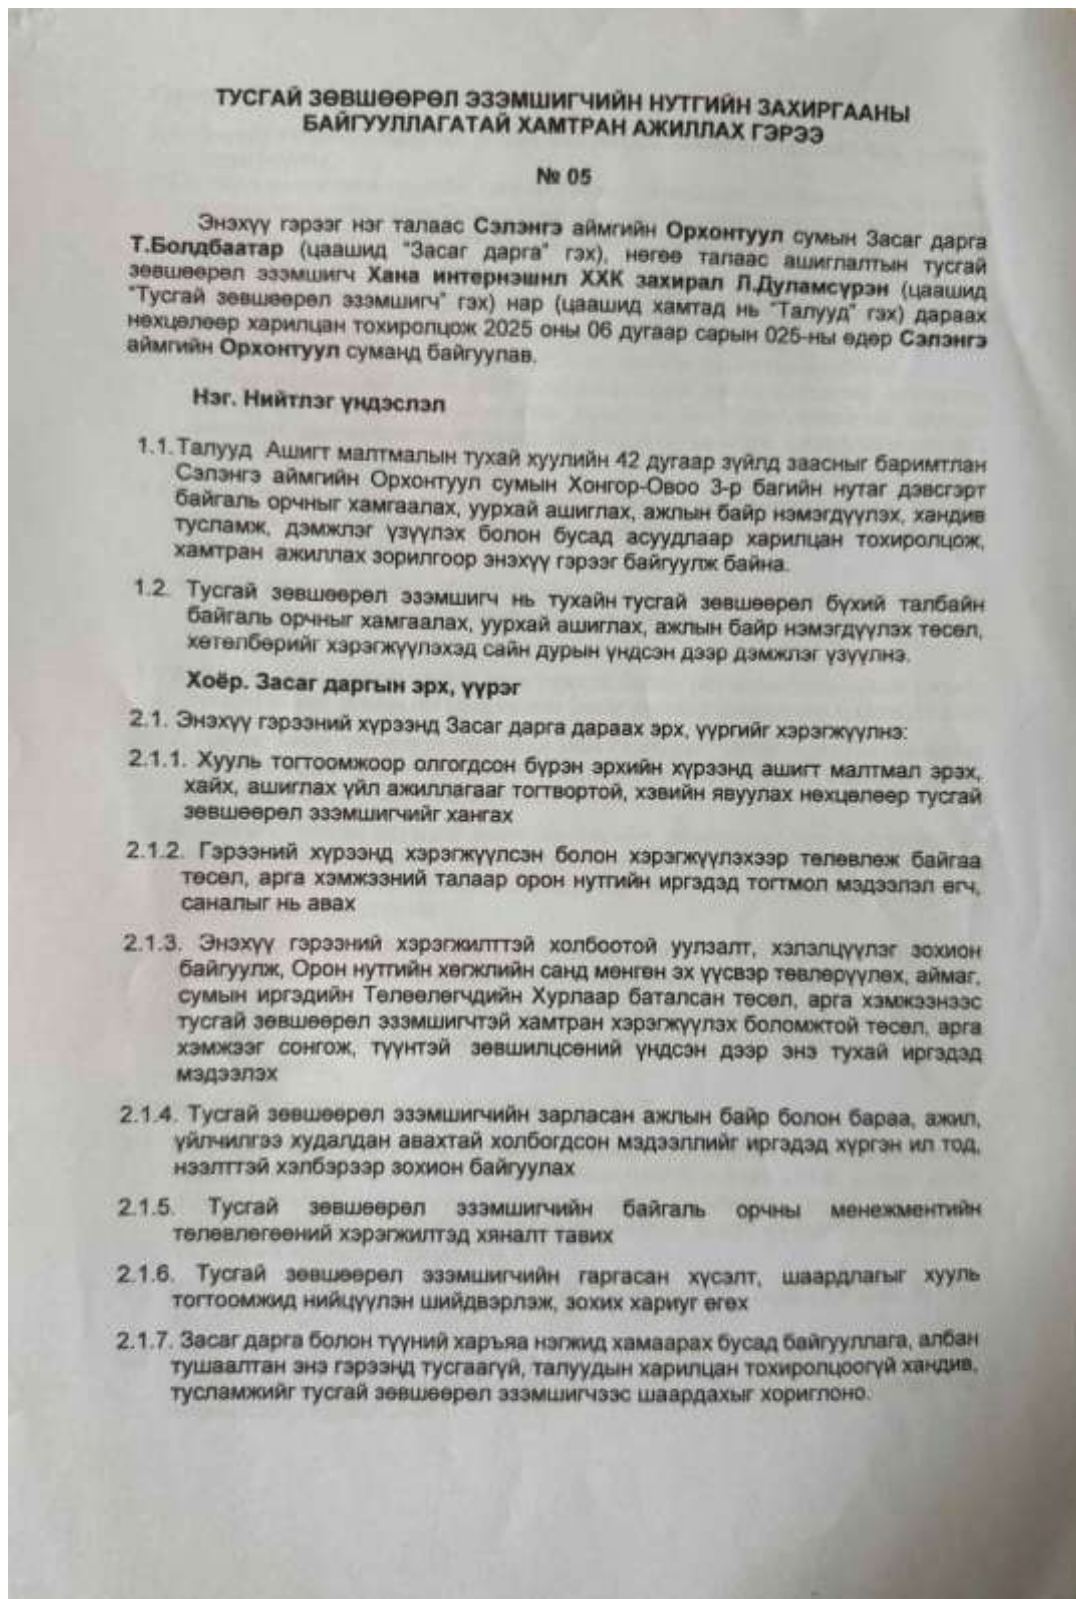 ТУСГАЙ ЗӨВШӨӨРӨЛ ЭЗЭМШИГЧИЙН НУТГИЙН ЗАХИРГААНЫ
БАЙГУУЛЛАГАТАЙ ХАМТРАН АЖИЛЛАХ ГЭРЭЭ
№ 05
Энэхүү гэрээг нэг талаас Сэлэнгэ аймгийн Орхонтуул сумын Засаг дарга
Т.Болдбаатар (цаашид "Засаг дарга" гэх), нөгөө талаас ашиглалтын тусгай
зөвшөөрөл эзэмшигч Хана интернэшнл ХХК захирал Л.Дуламсүрэн (цаашид
"Тусгай зөвшөөрөл эзэмшигч" гэх) нар (цаашид хамтад нь "Талууд" гэх) дараах
нөхцөлөөр харилцан тохиролцож 2025 оны 06 дугаар сарын 025-ны өдөр Сэлэнгэ
аймгийн Орхонтуул суманд байгуулав.
Нэг. Нийтлэг үндэслэл
1.1. Талууд Ашигт малтмалын тухай хуулийн 42 дугаар зүйлд заасныг баримтлан
Сэлэнгэ аймгийн Орхонтуул сумын Хонгор-Овоо 3-р багийн нутаг дэвсгэрт
байгаль орчныг хамгаалах, уурхай ашиглах, ажлын байр нэмэгдүүлэх, хандив
тусламж, дэмжлэг үзүүлэх болон бусад асуудлаар харилцан тохиролцож,
хамтран ажиллах зорилгоор энэхүү гэрээг байгуулж байна.
1.2. Тусгай зөвшөөрөл эзэмшигч нь тухайн тусгай зөвшөөрөл бүхий талбайн
байгаль орчныг хамгаалах, уурхай ашиглах, ажлын байр нэмэгдүүлэх төсөл,
хөтөлбөрийг хэрэгжүүлэхэд сайн дурын үндсэн дээр дэмжлэг үзүүлнэ.
Хоёр. Засаг даргын эрх, үүрэг
2.1. Энэхүү гэрээний хүрээнд Засаг дарга дараах эрх, үүргийг хэрэгжүүлнэ:
2.1.1. Хууль тогтоомжоор олгогдсон бүрэн эрхийн хүрээнд ашигт малтмал эрэх,
хайх, ашиглах үйл ажиллагааг тогтвортой, хэвийн явуулах нөхцөлөөр тусгай
зөвшөөрөл эзэмшигчийг хангах
2.1.2. Гэрээний хүрээнд хэрэгжүүлсэн болон хэрэгжүүлэхээр төлөвлөж байгаа
төсөл, арга хэмжээний талаар орон нутгийн иргэдэд тогтмол мэдээлэл өгч,
саналыг нь авах
2.1.3. Энэхүү гэрээний хэрэгжилттэй холбоотой уулзалт, хэлэлцүүлэг зохион
байгуулж, Орон нутгийн хөгжлийн санд мөнгөн эх үүсвэр төвлөрүүлөх, аймаг,
сумын иргэдийн Төлөөлөгчдийн Хурлаар баталсан төсөл, арга хэмжээнээс
тусгай зөвшөөрөл эзэмшигчтэй хамтран хэрэгжүүлэх боломжтой төсөл, арга
хэмжээг сонгож, түүнтэй зөвшилцсөний үндсэн дээр энэ тухай иргэдэд
мэдээлэх
2.1.4. Тусгай зөвшөөрөл эзэмшигчийн зарласан ажлын байр болон бараа, ажил,
үйлчилгээ худалдан авахтай холбогдсон мэдээллийг иргэдэд хүргэн ил тод,
нээлттэй хэлбэрээр зохион байгуулах
2.1.5. Тусгай зөвшөөрөл эзэмшигчийн байгаль орчны менежментийн
төлөвлөгөөний хэрэгжилтэд хяналт тавих
2.1.6. Тусгай зөвшөөрөл эзэмшигчийн гаргасан хүсэлт, шаардлагыг хууль
тогтоомжид нийцүүлэн шийдвэрлэж, зохих хариуг өгөх
2.1.7. Засаг дарга болон түүний харъяа нэгжид хамаарах бусад байгууллага, албан
тушаалтан энэ гэрээнд тусгаагүй, талуудын харилцан тохиролцоогүй хандив,
тусламжийг тусгай зөвшөөрөл эзэмшигчээс шаардахыг хориглоно.